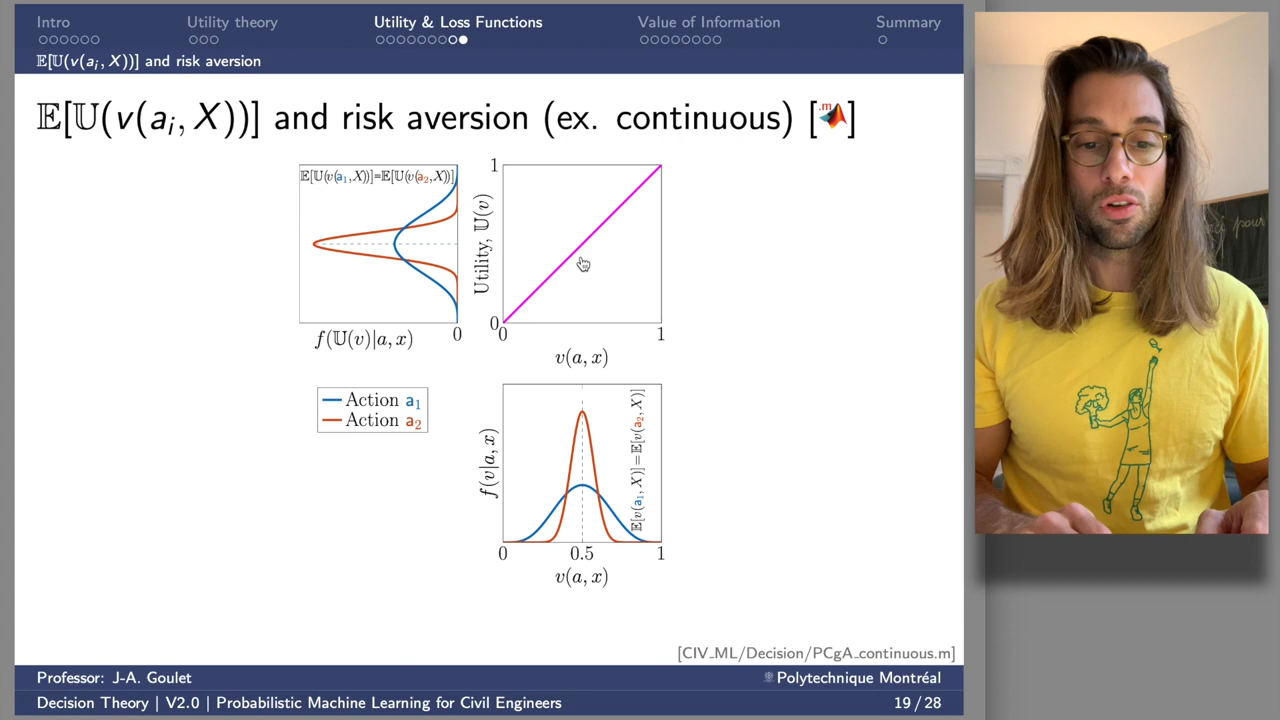 Intro Utility theory Utility & Loss Functions Value of Information Summary
𝔼[𝕌(v(aᵢ, X))] and risk aversion
𝔼[𝕌(v(aᵢ, X))] and risk aversion (ex. continuous) [.m]
𝔼[𝕌(v(a₁,X))]=𝔼[𝕌(v(a₂,X))]
f(𝕌(v)|a, x)
0
1
Utility, 𝕌(v)
0
0 1
v(a, x)
Action a₁
Action a₂
f(v|a, x)
𝔼[v(a₁, X)]=𝔼[v(a₂, X)]
0 0.5 1
v(a, x)
[CIV_ML/Decision/PCgA_continuous.m]
Professor: J-A. Goulet Polytechnique Montréal
Decision Theory | V2.0 | Probabilistic Machine Learning for Civil Engineers 19 / 28
pour